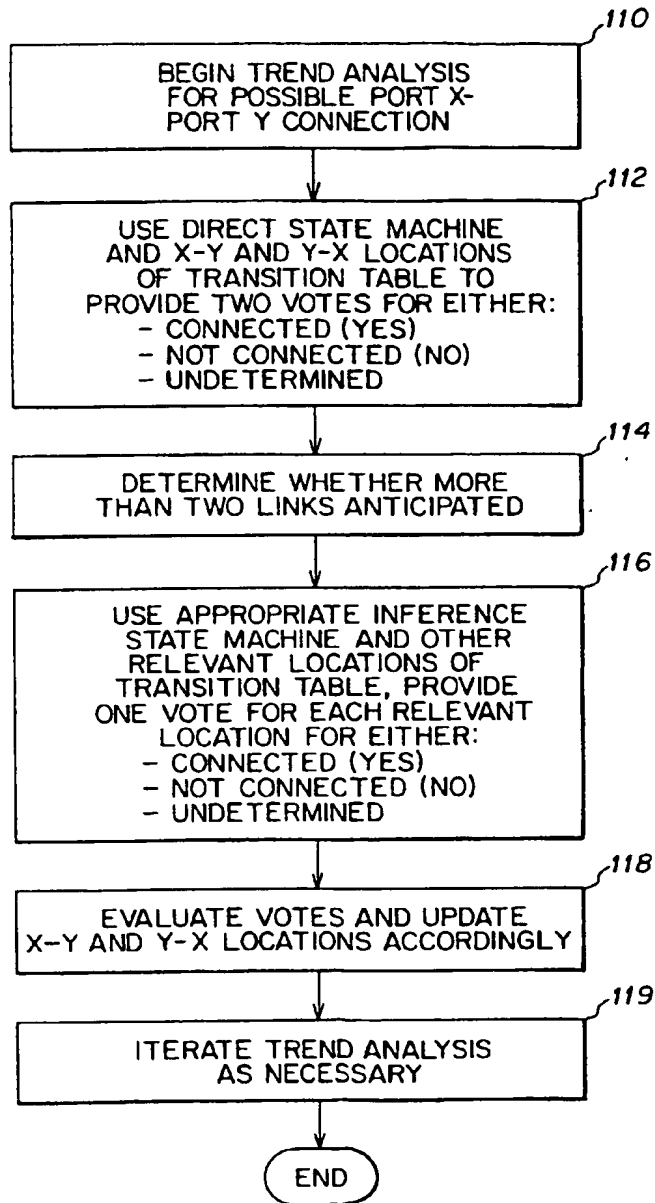 110
BEGIN TREND ANALYSIS
FOR POSSIBLE PORT X-
PORT Y CONNECTION
112
USE DIRECT STATE MACHINE
AND X-Y AND Y-X LOCATIONS
OF TRANSITION TABLE TO
PROVIDE TWO VOTES FOR EITHER:
- CONNECTED (YES)
- NOT CONNECTED (NO)
- UNDETERMINED
114
DETERMINE WHETHER MORE
THAN TWO LINKS ANTICIPATED
116
USE APPROPRIATE INFERENCE
STATE MACHINE AND OTHER
RELEVANT LOCATIONS OF
TRANSITION TABLE, PROVIDE
ONE VOTE FOR EACH RELEVANT
LOCATION FOR EITHER:
- CONNECTED (YES)
- NOT CONNECTED (NO)
- UNDETERMINED
118
EVALUATE VOTES AND UPDATE
X-Y AND Y-X LOCATIONS ACCORDINGLY
119
ITERATE TREND ANALYSIS
AS NECESSARY
END